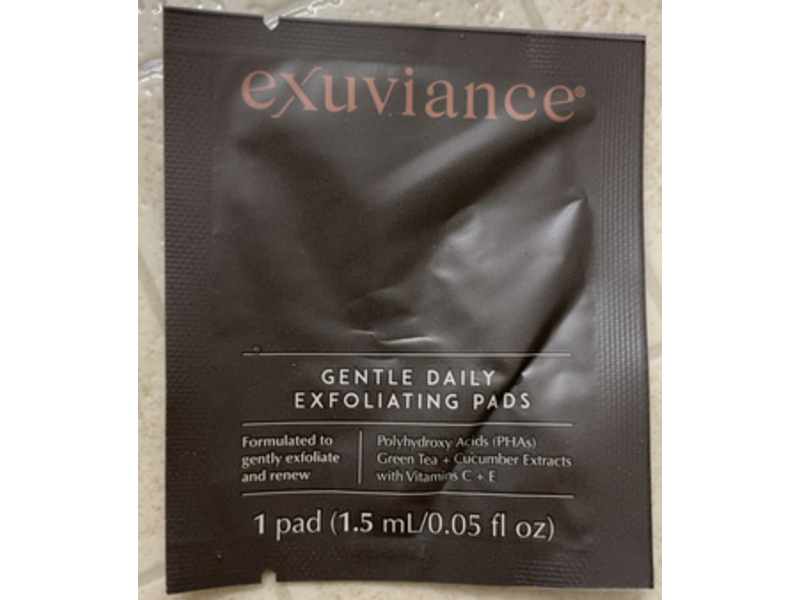 exuviance®
GENTLE DAILY
EXFOLIATING PADS
Formulated to
gently exfoliate
and renew
Polyhydroxy Acids (PHAs)
Green Tea + Cucumber Extracts
with Vitamins C + E
1 pad (1.5 mL/0.05 fl oz)